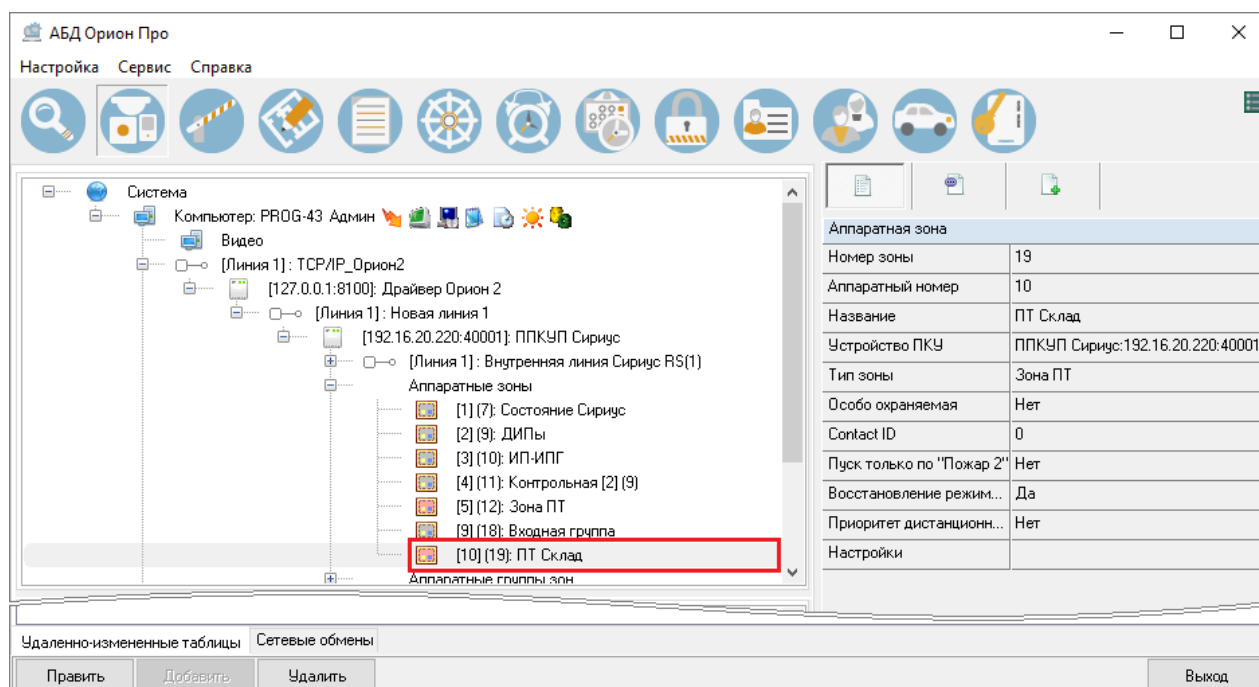 АБД Орион Про
Настройка Сервис Справка
Система
Компьютер: PROG-43 Админ
Видео
[Линия 1] : TCP/IP_Орион2
[127.0.0.1:8100]: Драйвер Орион 2
[Линия 1] : Новая линия 1
[192.16.20.220:40001]: ППКУП Сириус
[Линия 1] : Внутренняя линия Сириус RS(1)
Аппаратные зоны
[1] (7): Состояние Сириус
[2] (9): ДИПы
[3] (10): ИП-ИПГ
[4] (11): Контрольная [2] (9)
[5] (12): Зона ПТ
[9] (18): Входная группа
[10] (19): ПТ Склад
Аппаратные группы зон
Аппаратная зона
Номер зоны 19
Аппаратный номер 10
Название ПТ Склад
Устройство ПКУ ППКУП Сириус:192.16.20.220:40001
Тип зоны Зона ПТ
Особо охраняемая Нет
Contact ID 0
Пуск только по "Пожар 2" Нет
Восстановление режим... Да
Приоритет дистанционн... Нет
Настройки
Удаленно-измененные таблицы Сетевые обмены
Править Добавить Удалить Выход